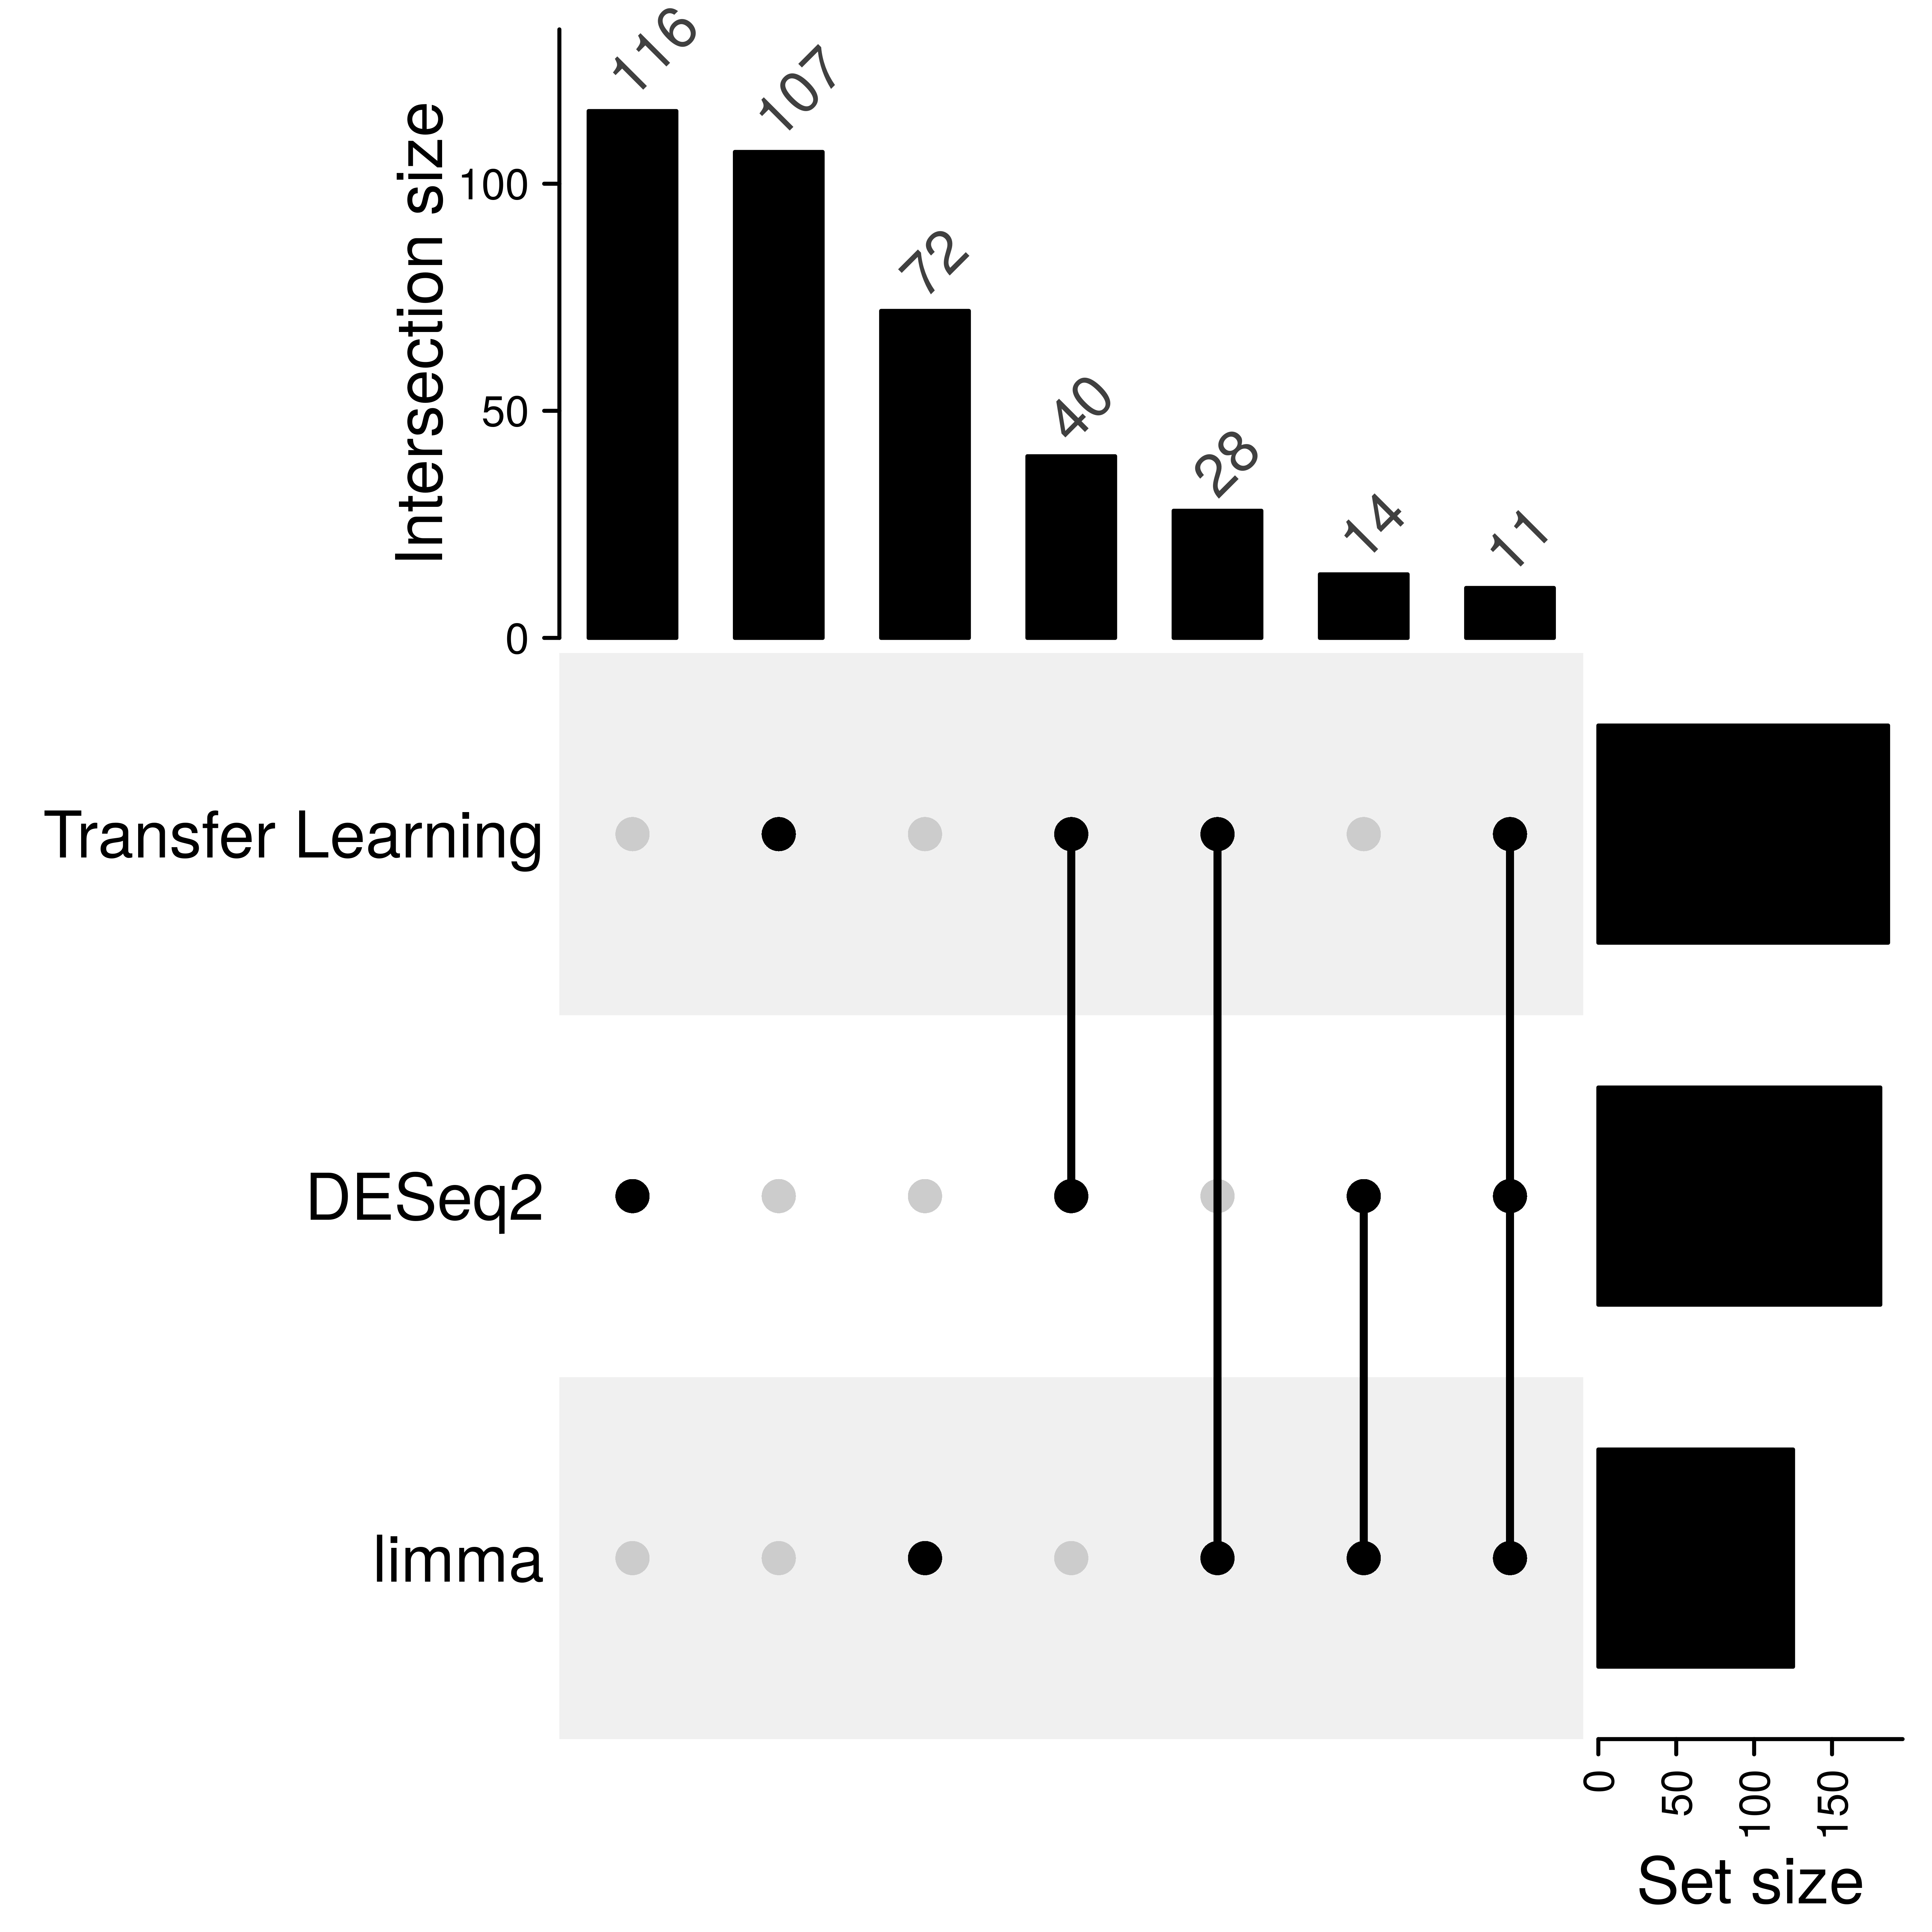 Intersection size
100
50
0
116
107
72
40
28
14
11
Transfer Learning
DESeq2
limma
0
50
100
150
Set size